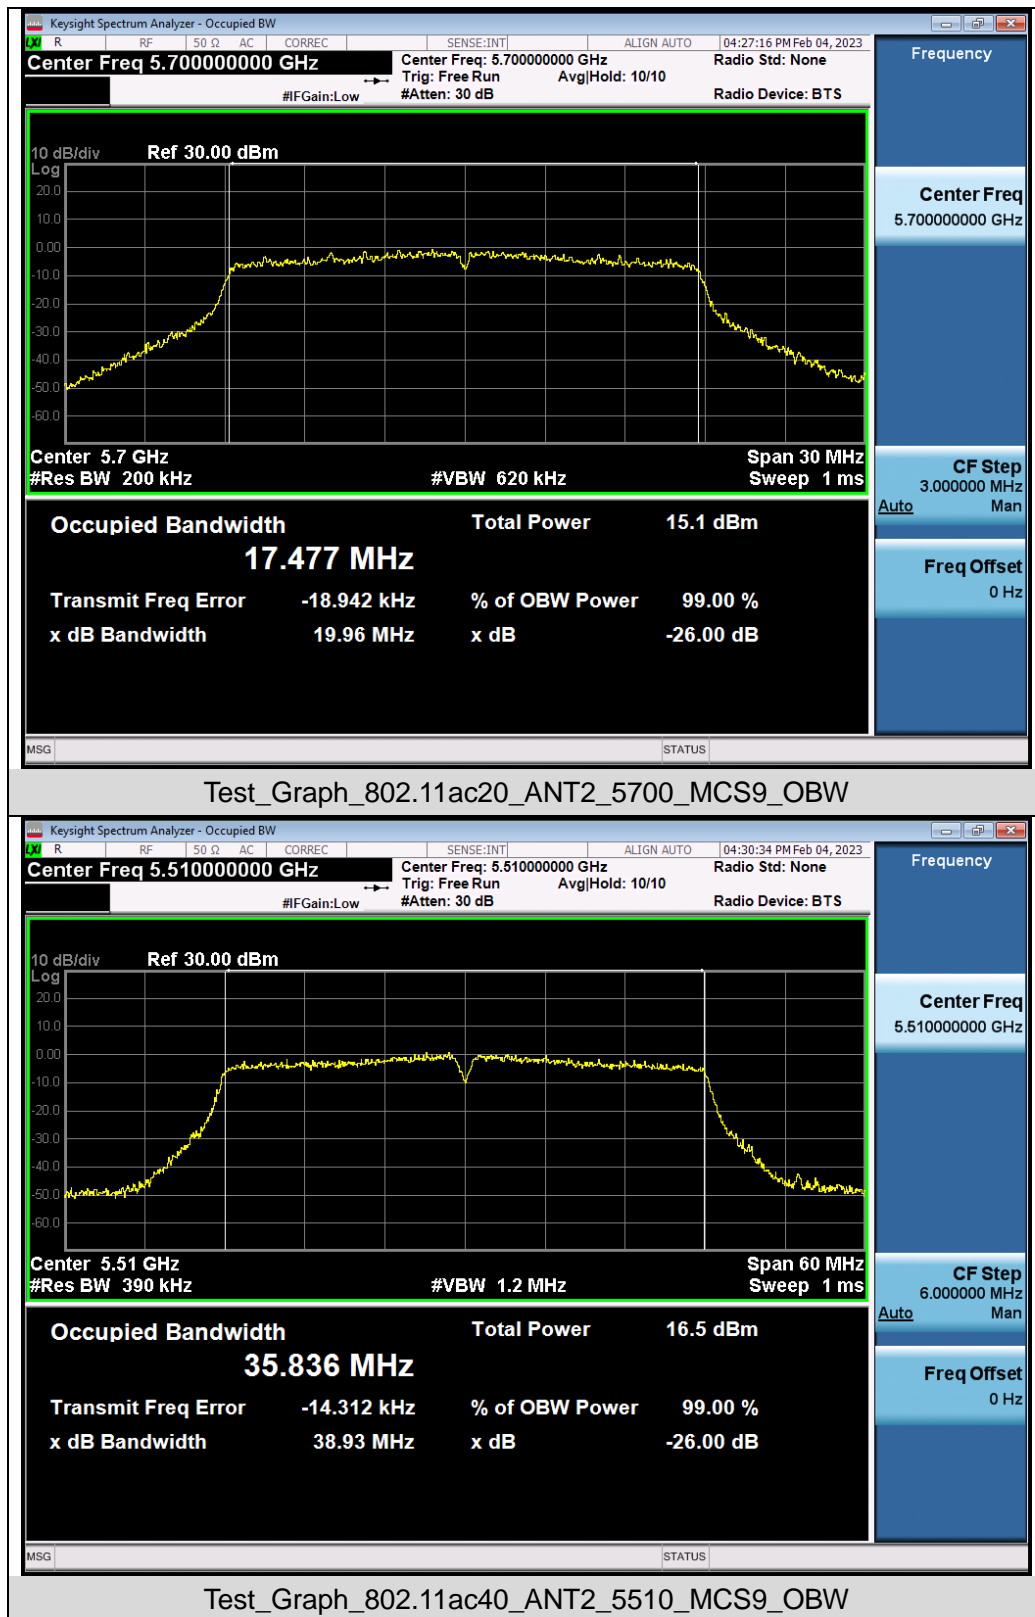 Keysight Spectrum Analyzer - Occupied BW
LXI R RF 50 Ω AC CORREC SENSE:INT ALIGN AUTO 04:27:16 PM Feb 04, 2023
Center Freq 5.700000000 GHz Center Freq: 5.700000000 GHz Radio Std: None
Trig: Free Run Avg|Hold: 10/10
#IFGain:Low #Atten: 30 dB Radio Device: BTS
10 dB/div Ref 30.00 dBm
Log
20.0
10.0
0.00
-10.0
-20.0
-30.0
-40.0
-50.0
-60.0
Center 5.7 GHz Span 30 MHz
#Res BW 200 kHz #VBW 620 kHz Sweep 1 ms
Occupied Bandwidth Total Power 15.1 dBm
17.477 MHz
Transmit Freq Error -18.942 kHz % of OBW Power 99.00 %
x dB Bandwidth 19.96 MHz x dB -26.00 dB
MSG STATUS
Frequency
Center Freq
5.700000000 GHz
CF Step
3.000000 MHz
Auto Man
Freq Offset
0 Hz
Test_Graph_802.11ac20_ANT2_5700_MCS9_OBW
Keysight Spectrum Analyzer - Occupied BW
LXI R RF 50 Ω AC CORREC SENSE:INT ALIGN AUTO 04:30:34 PM Feb 04, 2023
Center Freq 5.510000000 GHz Center Freq: 5.510000000 GHz Radio Std: None
Trig: Free Run Avg|Hold: 10/10
#IFGain:Low #Atten: 30 dB Radio Device: BTS
10 dB/div Ref 30.00 dBm
Log
20.0
10.0
0.00
-10.0
-20.0
-30.0
-40.0
-50.0
-60.0
Center 5.51 GHz Span 60 MHz
#Res BW 390 kHz #VBW 1.2 MHz Sweep 1 ms
Occupied Bandwidth Total Power 16.5 dBm
35.836 MHz
Transmit Freq Error -14.312 kHz % of OBW Power 99.00 %
x dB Bandwidth 38.93 MHz x dB -26.00 dB
MSG STATUS
Frequency
Center Freq
5.510000000 GHz
CF Step
6.000000 MHz
Auto Man
Freq Offset
0 Hz
Test_Graph_802.11ac40_ANT2_5510_MCS9_OBW